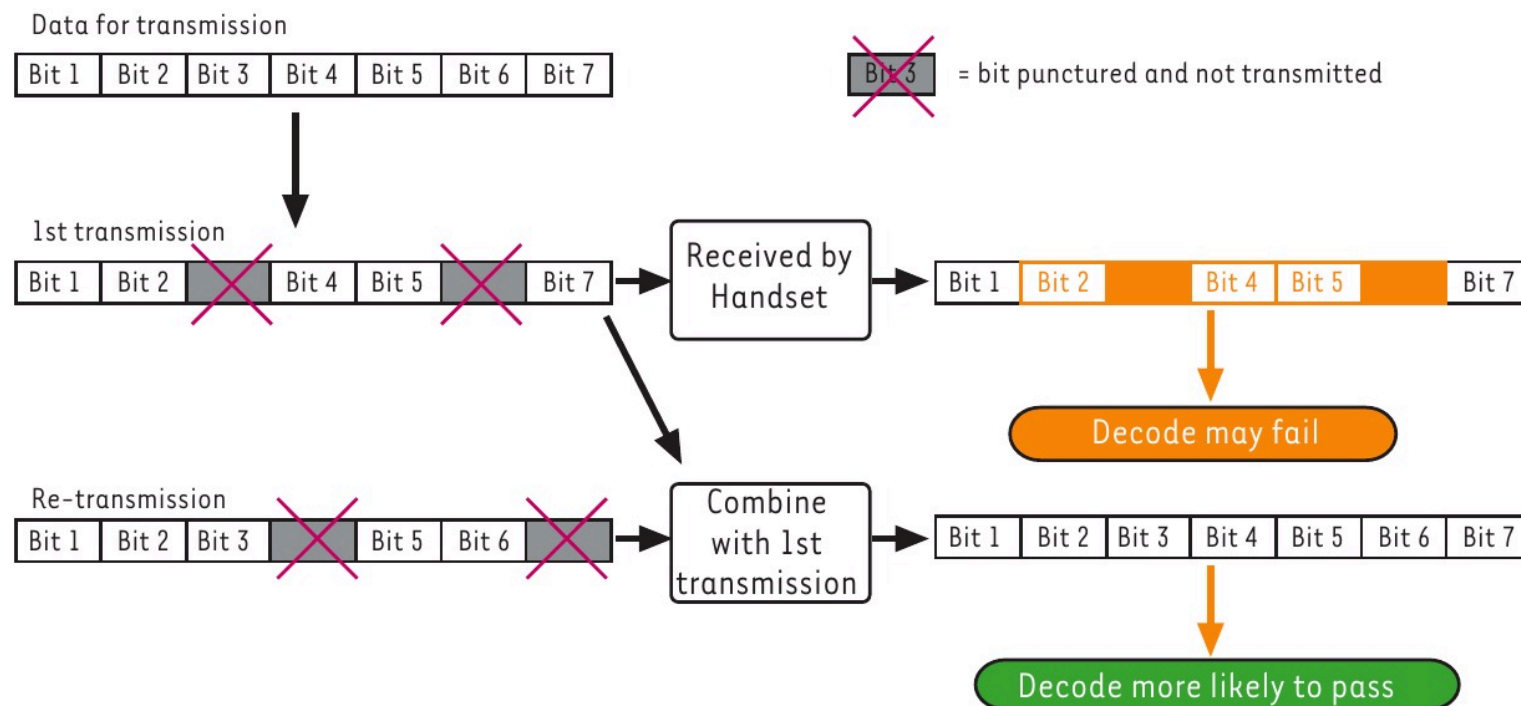 Data for transmission
Bit 1 Bit 2 Bit 3 Bit 4 Bit 5 Bit 6 Bit 7
Bit 3 = bit punctured and not transmitted
1st transmission
Bit 1 Bit 2 Bit 4 Bit 5 Bit 7
Received by
Handset
Bit 1 Bit 2 Bit 4 Bit 5 Bit 7
Decode may fail
Re-transmission
Bit 1 Bit 2 Bit 3 Bit 5 Bit 6
Combine
with 1st
transmission
Bit 1 Bit 2 Bit 3 Bit 4 Bit 5 Bit 6 Bit 7
Decode more likely to pass